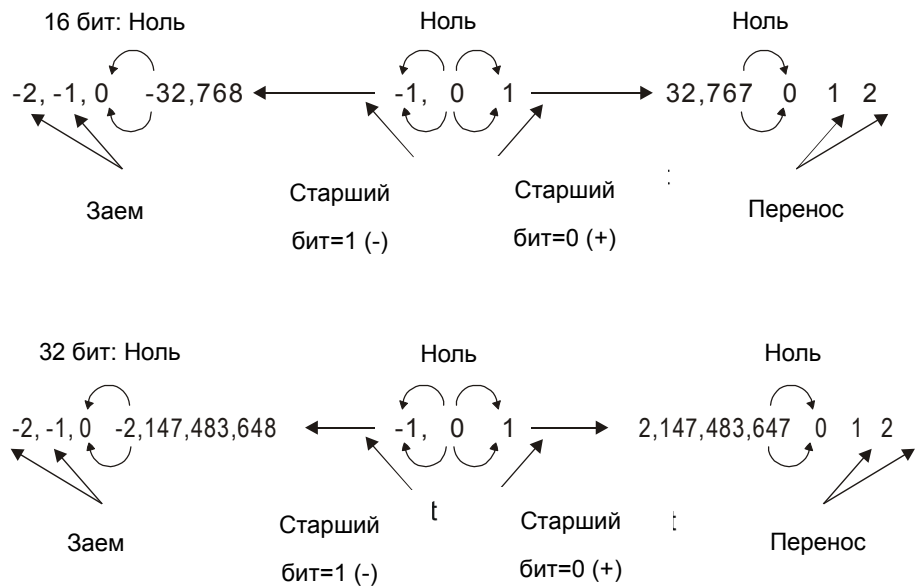 16 бит: Ноль Ноль Ноль
-2, -1, 0 -32,768 -1, 0 1 32,767 0 1 2
Заем Старший Старший Перенос
бит=1 (-) бит=0 (+)
32 бит: Ноль Ноль Ноль
-2, -1, 0 -2,147,483,648 -1, 0 1 2,147,483,647 0 1 2
Заем Старший t Старший t Перенос
бит=1 (-) бит=0 (+)